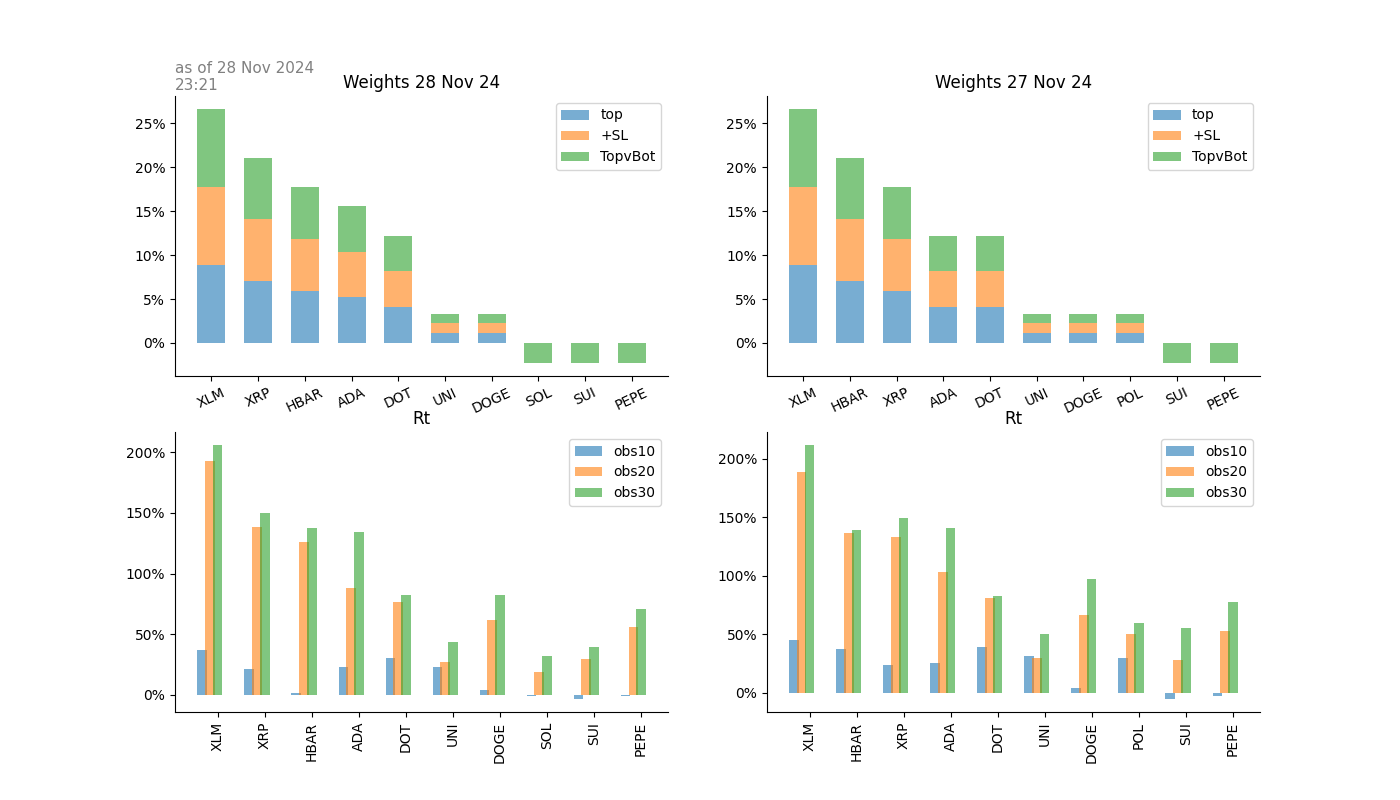 as of 28 Nov 2024
23:21
Weights 28 Nov 24
25%
20%
15%
10%
5%
0%
top
+SL
TopvBot
XLM XRP HBAR ADA DOT UNI DOGE SOL SUI PEPE
Weights 27 Nov 24
25%
20%
15%
10%
5%
0%
top
+SL
TopvBot
XLM HBAR XRP ADA DOT UNI DOGE POL SUI PEPE
Rt
200%
150%
100%
50%
0%
obs10
obs20
obs30
XLM XRP HBAR ADA DOT UNI DOGE SOL SUI PEPE
Rt
200%
150%
100%
50%
0%
obs10
obs20
obs30
XLM HBAR XRP ADA DOT UNI DOGE POL SUI PEPE